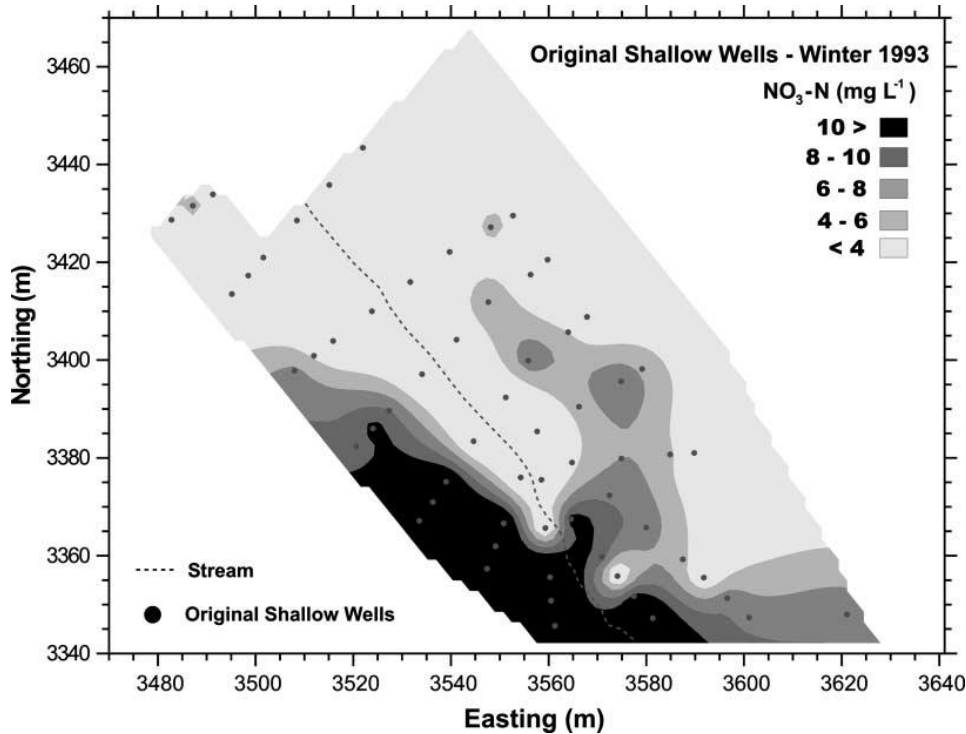 Original Shallow Wells - Winter 1993
NO₃-N (mg L⁻¹)
10 >
8 - 10
6 - 8
4 - 6
< 4
3460
3440
3420
3400
3380
3360
3340
Northing (m)
Stream
Original Shallow Wells
3480 3500 3520 3540 3560 3580 3600 3620 3640
Easting (m)